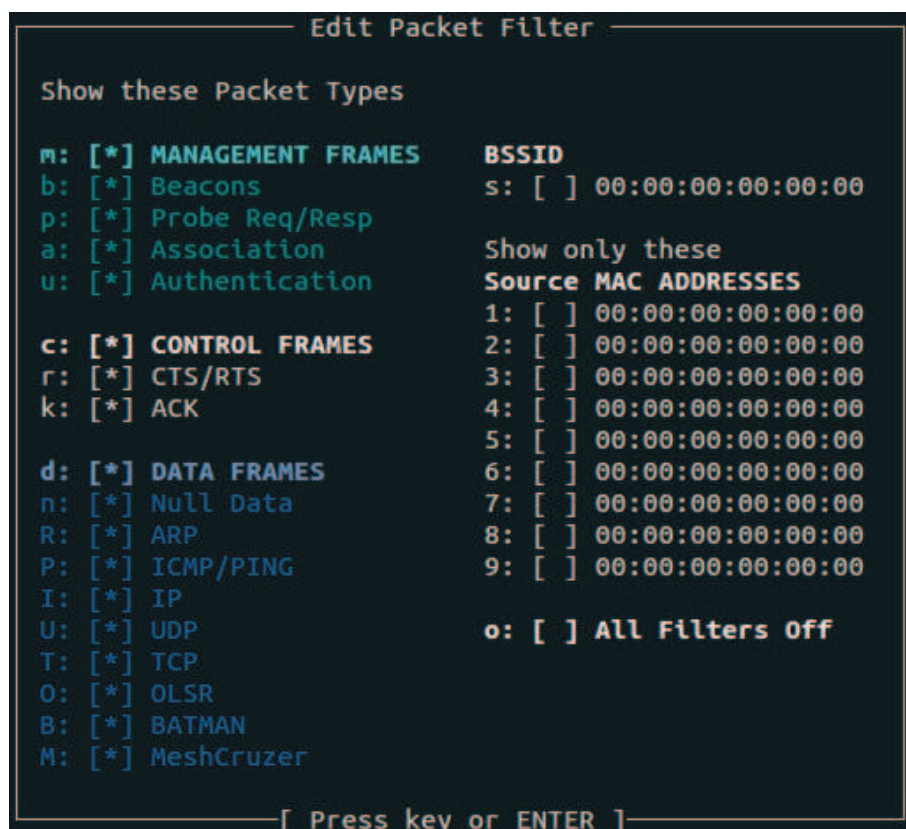 Edit Packet Filter
Show these Packet Types
m: [*] MANAGEMENT FRAMES
b: [*] Beacons
p: [*] Probe Req/Resp
a: [*] Association
u: [*] Authentication
c: [*] CONTROL FRAMES
r: [*] CTS/RTS
k: [*] ACK
d: [*] DATA FRAMES
n: [*] Null Data
R: [*] ARP
P: [*] ICMP/PING
I: [*] IP
U: [*] UDP
T: [*] TCP
O: [*] OLSR
B: [*] BATMAN
M: [*] MeshCruzer
BSSID
s: [ ] 00:00:00:00:00:00
Show only these
Source MAC ADDRESSES
1: [ ] 00:00:00:00:00:00
2: [ ] 00:00:00:00:00:00
3: [ ] 00:00:00:00:00:00
4: [ ] 00:00:00:00:00:00
5: [ ] 00:00:00:00:00:00
6: [ ] 00:00:00:00:00:00
7: [ ] 00:00:00:00:00:00
8: [ ] 00:00:00:00:00:00
9: [ ] 00:00:00:00:00:00
o: [ ] All Filters Off
[ Press key or ENTER ]